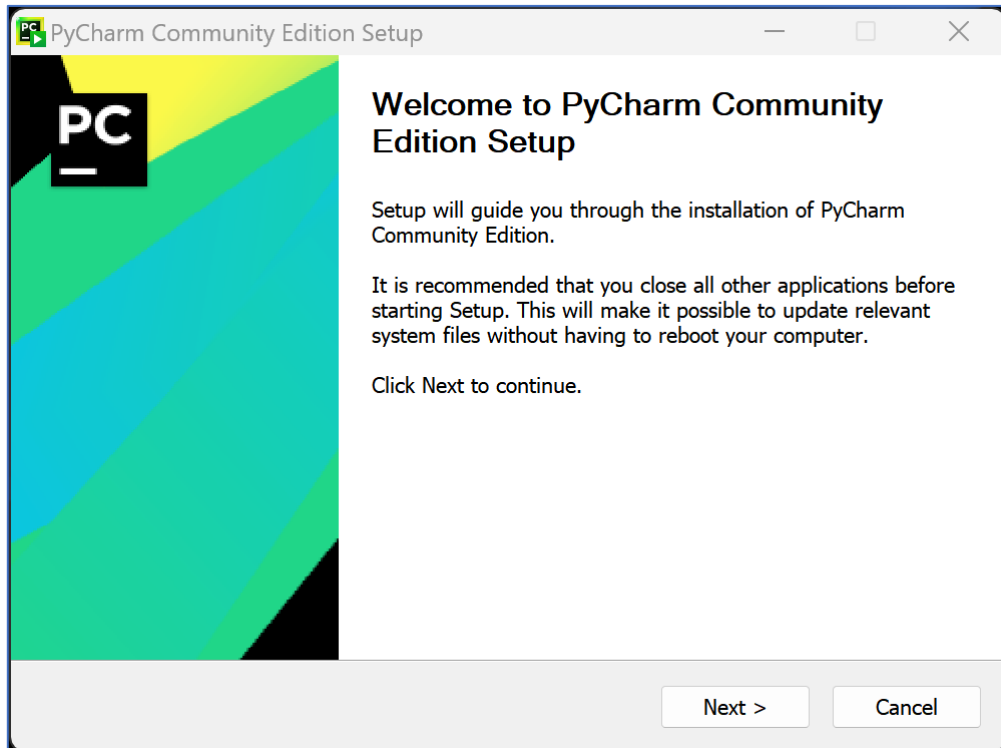 PC PyCharm Community Edition Setup
PC
Welcome to PyCharm Community
Edition Setup
Setup will guide you through the installation of PyCharm
Community Edition.
It is recommended that you close all other applications before
starting Setup. This will make it possible to update relevant
system files without having to reboot your computer.
Click Next to continue.
Next >
Cancel